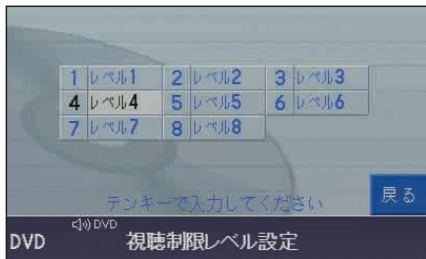 1 レベル1 2 レベル2 3 レベル3
4 レベル4 5 レベル5 6 レベル6
7 レベル7 8 レベル8
テンキーで入力してください
戻る
DVD
DVD 視聴制限レベル設定